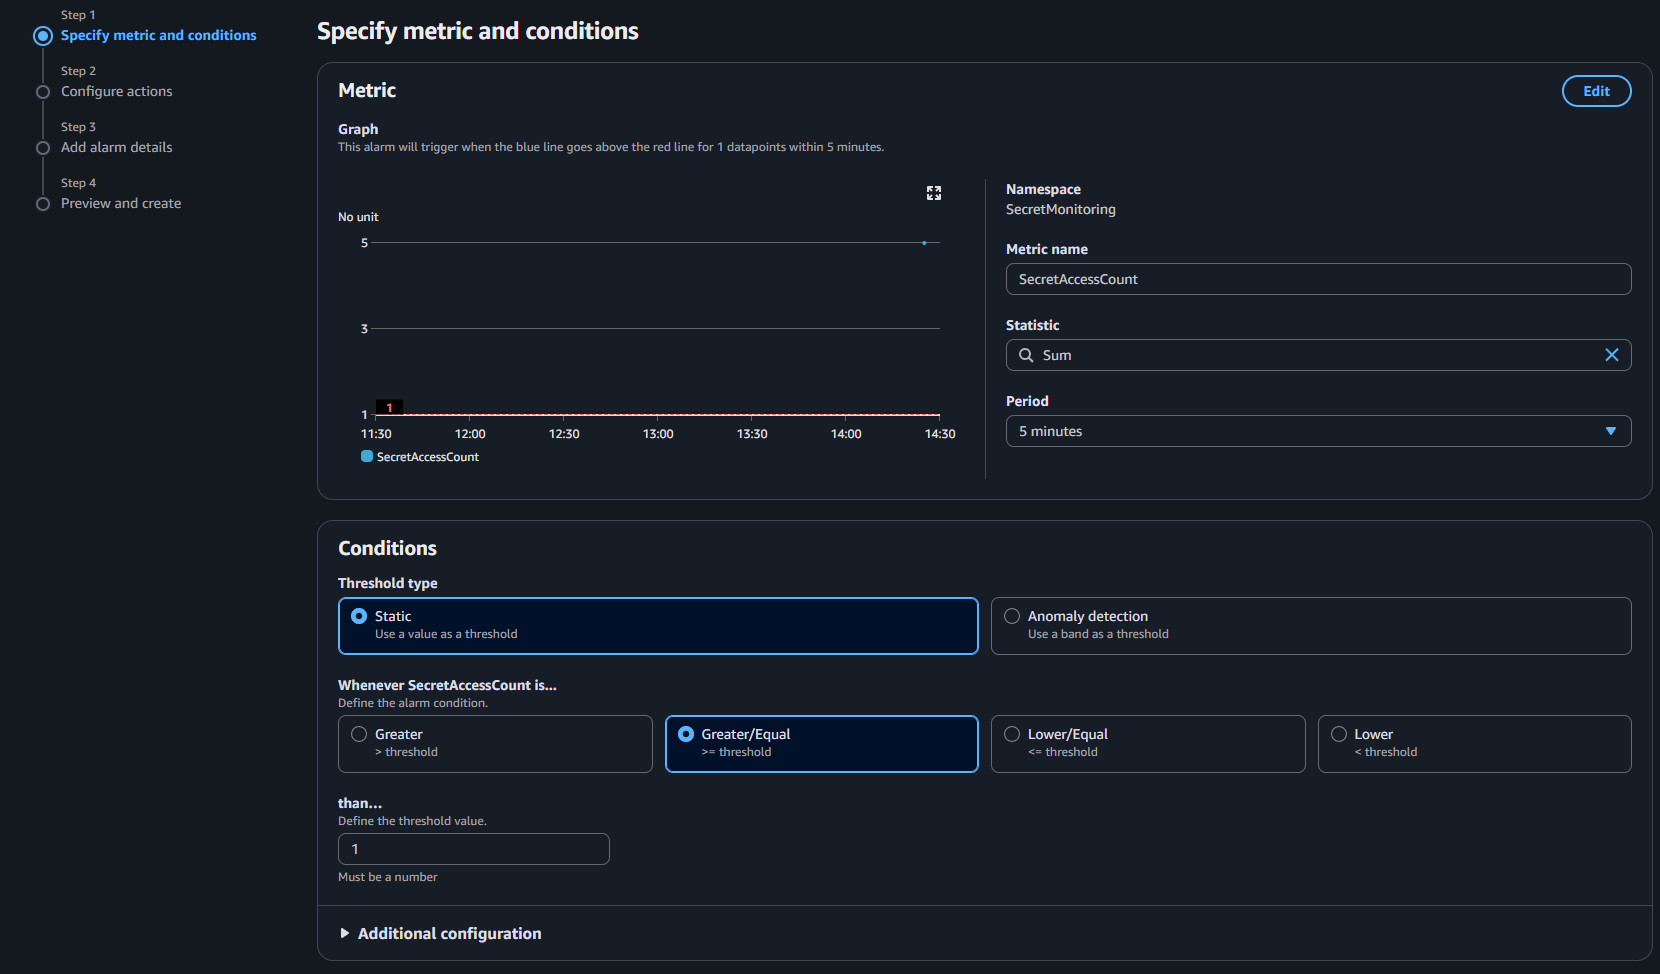 Step 1
Specify metric and conditions
Step 2
Configure actions
Step 3
Add alarm details
Step 4
Preview and create
Specify metric and conditions
Metric
Edit
Graph
This alarm will trigger when the blue line goes above the red line for 1 datapoints within 5 minutes.
No unit
5
3
1
1
11:30 12:00 12:30 13:00 13:30 14:00 14:30
SecretAccessCount
Namespace
SecretMonitoring
Metric name
SecretAccessCount
Statistic
Sum
Period
5 minutes
Conditions
Threshold type
Static
Use a value as a threshold
Anomaly detection
Use a band as a threshold
Whenever SecretAccessCount is...
Define the alarm condition.
Greater
> threshold
Greater/Equal
>= threshold
Lower/Equal
<= threshold
Lower
< threshold
than...
Define the threshold value.
1
Must be a number
Additional configuration